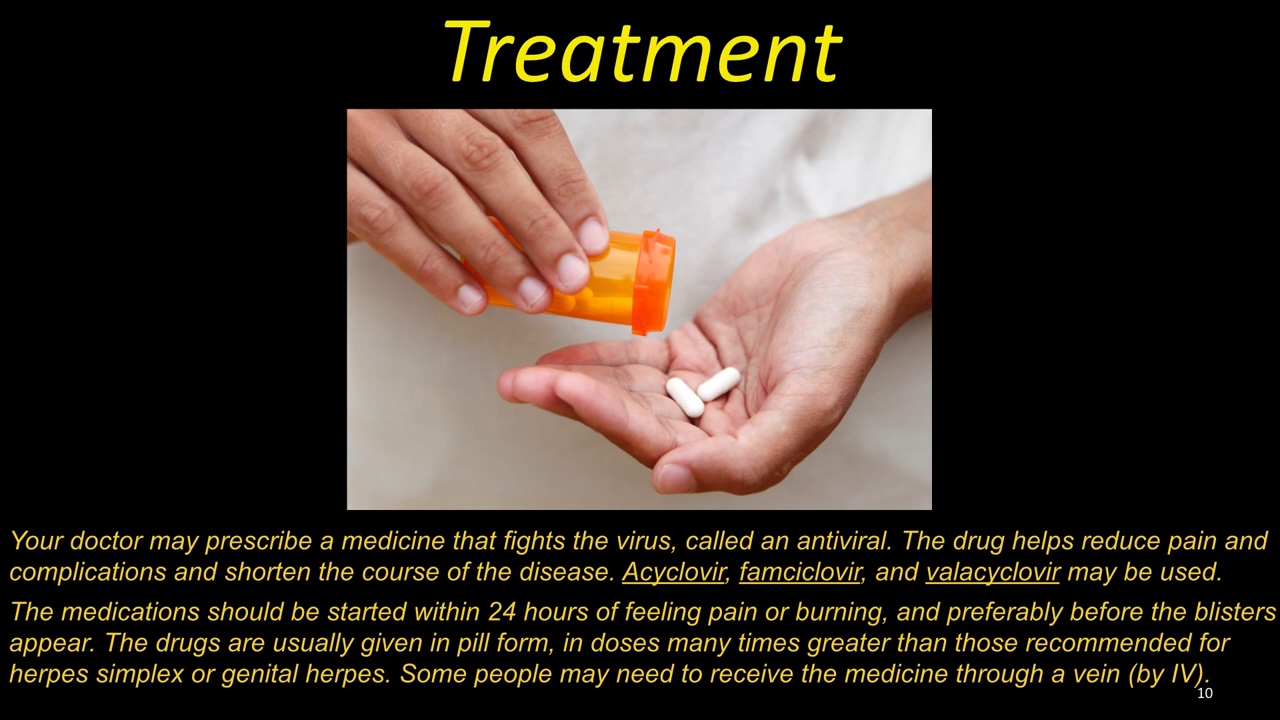 Treatment
Your doctor may prescribe a medicine that fights the virus, called an antiviral. The drug helps reduce pain and
complications and shorten the course of the disease. Acyclovir, famciclovir, and valacyclovir may be used.
The medications should be started within 24 hours of feeling pain or burning, and preferably before the blisters
appear. The drugs are usually given in pill form, in doses many times greater than those recommended for
herpes simplex or genital herpes. Some people may need to receive the medicine through a vein (by IV).
10